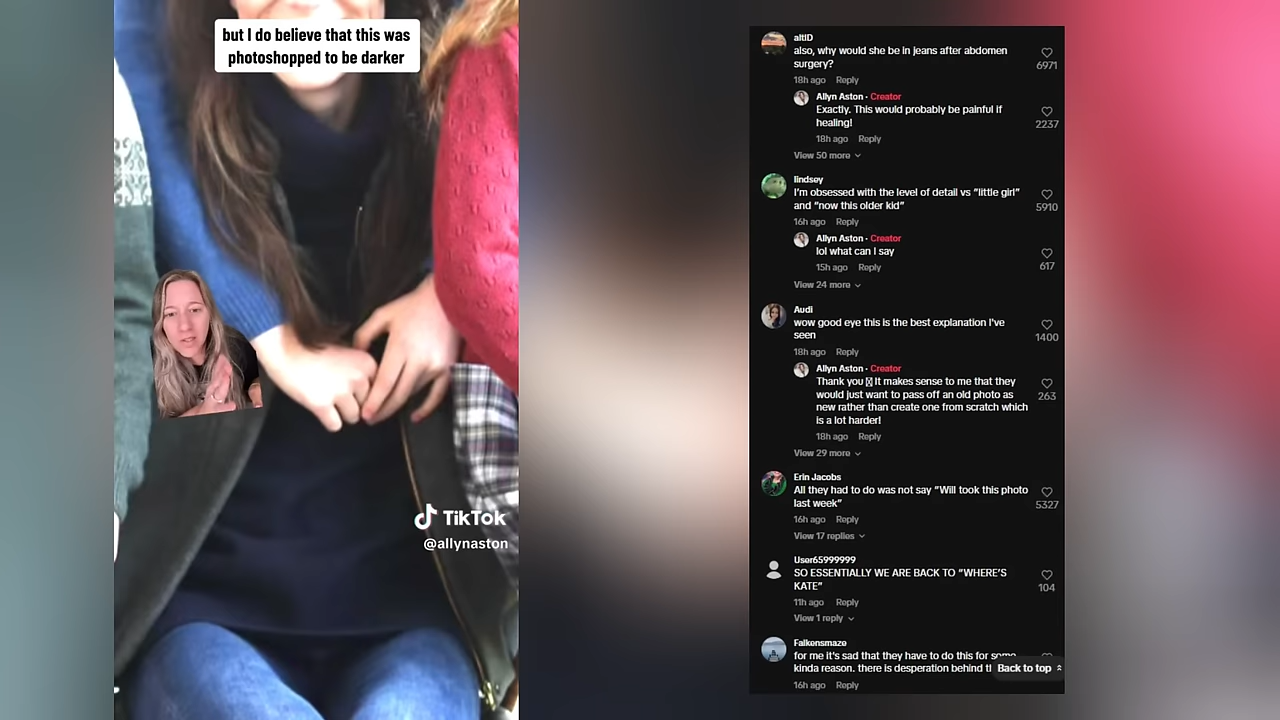 but I do believe that this was
photoshopped to be darker
TikTok
@allynaston
altID
also, why would she be in jeans after abdomen
surgery?
6971
18h ago Reply
Allyn Aston · Creator
Exactly. This would probably be painful if
healing!
2237
18h ago Reply
View 50 more
lindsey
I'm obsessed with the level of detail vs "little girl"
and "now this older kid"
5910
16h ago Reply
Allyn Aston · Creator
lol what can I say
617
15h ago Reply
View 24 more
Audi
wow good eye this is the best explanation I've
seen
1400
18h ago Reply
Allyn Aston · Creator
Thank you It makes sense to me that they
would just want to pass off an old photo as
new rather than create one from scratch which
is a lot harder!
263
18h ago Reply
View 29 more
Erin Jacobs
All they had to do was not say "Will took this photo
last week"
5327
16h ago Reply
View 17 replies
User65999999
SO ESSENTIALLY WE ARE BACK TO "WHERE'S
KATE"
104
11h ago Reply
View 1 reply
Falkensmaze
for me it's sad that they have to do this for some
kinda reason. there is desperation behind
Back to top
16h ago Reply